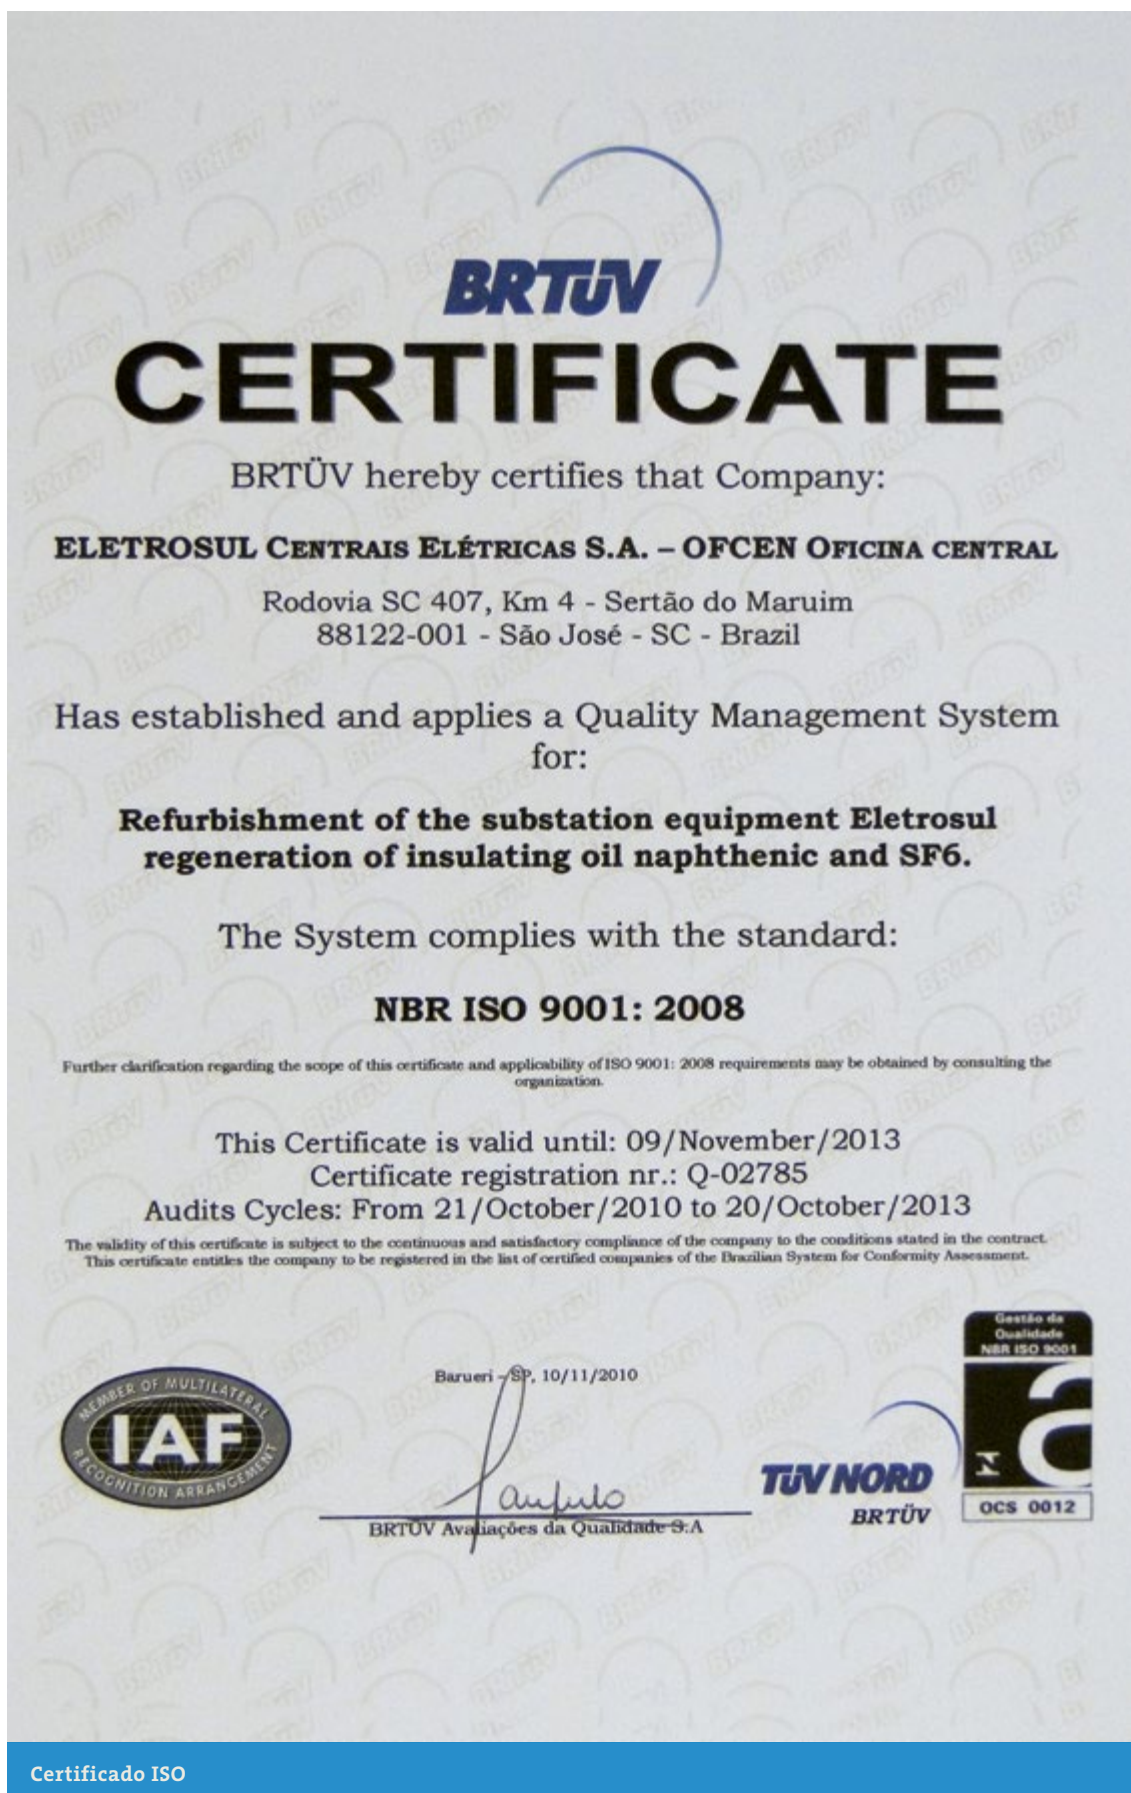 BRTÜV
CERTIFICATE
BRTÜV hereby certifies that Company:
ELETROSUL CENTRAIS ELÉTRICAS S.A. – OFCEN OFICINA CENTRAL
Rodovia SC 407, Km 4 - Sertão do Maruim
88122-001 - São José - SC - Brazil
Has established and applies a Quality Management System
for:
Refurbishment of the substation equipment Eletrosul
regeneration of insulating oil naphthenic and SF6.
The System complies with the standard:
NBR ISO 9001: 2008
Further clarification regarding the scope of this certificate and applicability of ISO 9001: 2008 requirements may be obtained by consulting the
organization.
This Certificate is valid until: 09/November/2013
Certificate registration nr.: Q-02785
Audits Cycles: From 21/October/2010 to 20/October/2013
The validity of this certificate is subject to the continuous and satisfactory compliance of the company to the conditions stated in the contract.
This certificate entitles the company to be registered in the list of certified companies of the Brazilian System for Conformity Assessment.
Gestão da
Qualidade
NBR ISO 9001
MEMBER OF MULTILATERAL
IAF
RECOGNITION ARRANGEMENT
Barueri - SP, 10/11/2010
BRTÜV Avaliações da Qualidade S.A
TÜV NORD
BRTÜV
OCS 0012
Certificado ISO